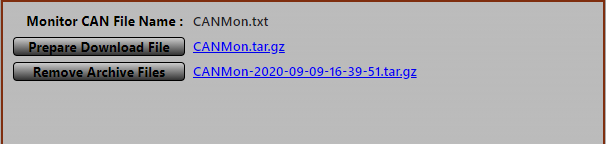 Monitor CAN File Name : CANMon.txt
Prepare Download File CANMon.tar.gz
Remove Archive Files CANMon-2020-09-09-16-39-51.tar.gz